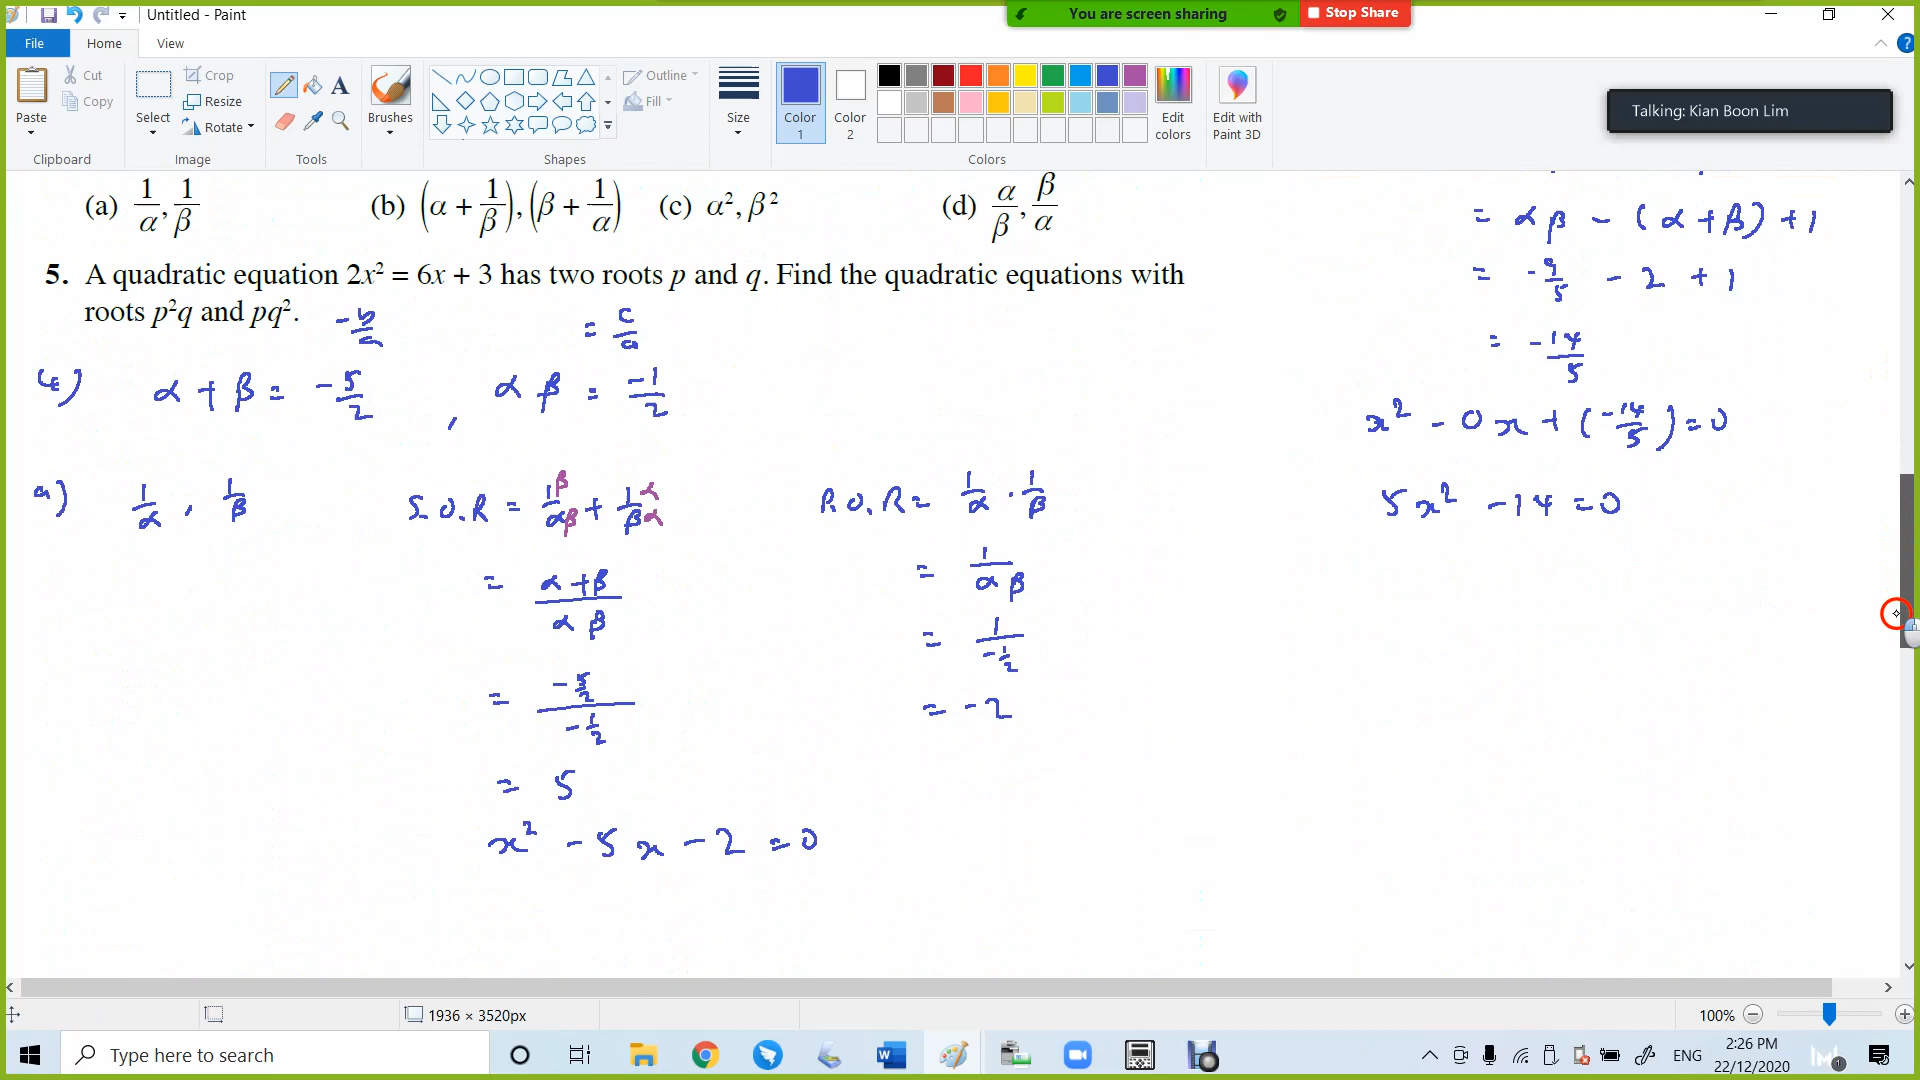 Untitled - Paint
You are screen sharing
Stop Share
File Home View
Paste
Cut
Copy
Clipboard
Select
Crop
Resize
Rotate
Image
Tools
Brushes
Shapes
Outline
Fill
Size
Color 1
Color 2
Colors
Edit colors
Edit with Paint 3D
Talking: Kian Boon Lim
(a) 1/α, 1/β (b) (α + 1/β), (β + 1/α) (c) α², β² (d) α/β, β/α
5. A quadratic equation 2x² = 6x + 3 has two roots p and q. Find the quadratic equations with
roots p²q and pq².
-b/a = c/a
4) α + β = -5/2 , αβ = -1/2
a) 1/α , 1/β
S.O.R = 1β/αβ + 1α/βα
= α+β/αβ
= -5/2 / -1/2
= 5
x² - 5x - 2 = 0
P.O.R = 1/α · 1/β
= 1/αβ
= 1/-1/2
= -2
= αβ - (α + β) + 1
= -9/5 - 2 + 1
= -14/5
x² - 0x + (-14/5) = 0
5x² - 14 = 0
1936 × 3520px
100%
Type here to search
ENG
2:26 PM
22/12/2020